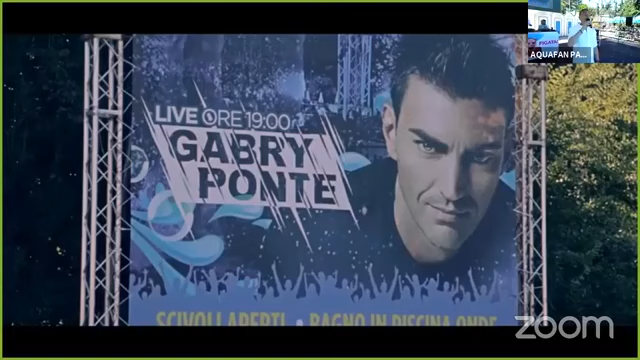 LIVE ORE 19:00
GABRY
PONTE
SCIVOLI APERTI • BAGNO IN PISCINA ONDE
AQUAFAN PA...
zoom